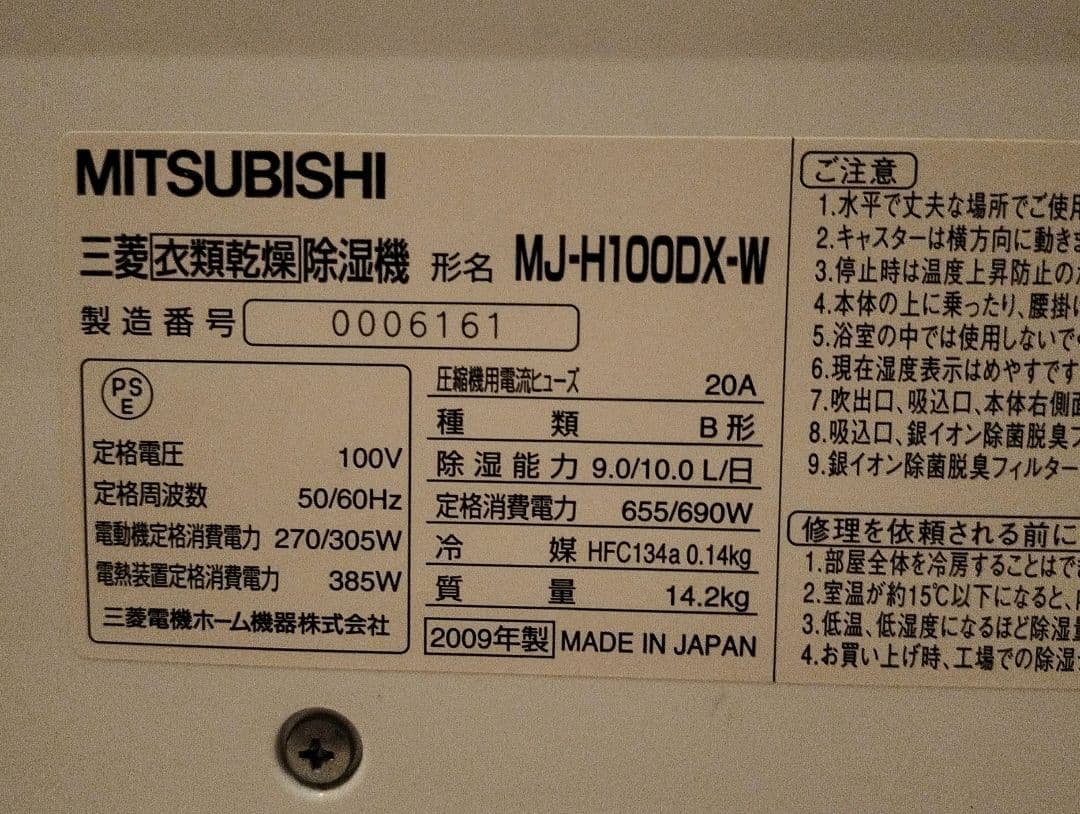 MITSUBISHI
三菱衣類乾燥除湿機 形名 MJ-H100DX-W
製造番号 0006161
PS
E
定格電圧 100V
定格周波数 50/60Hz
電動機定格消費電力 270/305W
電熱装置定格消費電力 385W
三菱電機ホーム機器株式会社
圧縮機用電流ヒューズ 20A
種類 B形
除湿能力 9.0/10.0 L/日
定格消費電力 655/690W
冷媒 HFC134a 0.14kg
質量 14.2kg
2009年製 MADE IN JAPAN
ご注意
1.水平で丈夫な場所でご使用
2.キャスターは横方向に動きま
3.停止時は温度上昇防止の
4.本体の上に乗ったり、腰掛け
5.浴室の中では使用しないで
6.現在湿度表示はめやすです
7.吹出口、吸込口、本体右側面
8.吸込口、銀イオン除菌脱臭フ
9.銀イオン除菌脱臭フィルター
修理を依頼される前に
1.部屋全体を冷房することはで
2.室温が約15℃以下になると、
3.低温、低湿度になるほど除湿量
4.お買い上げ時、工場での除湿